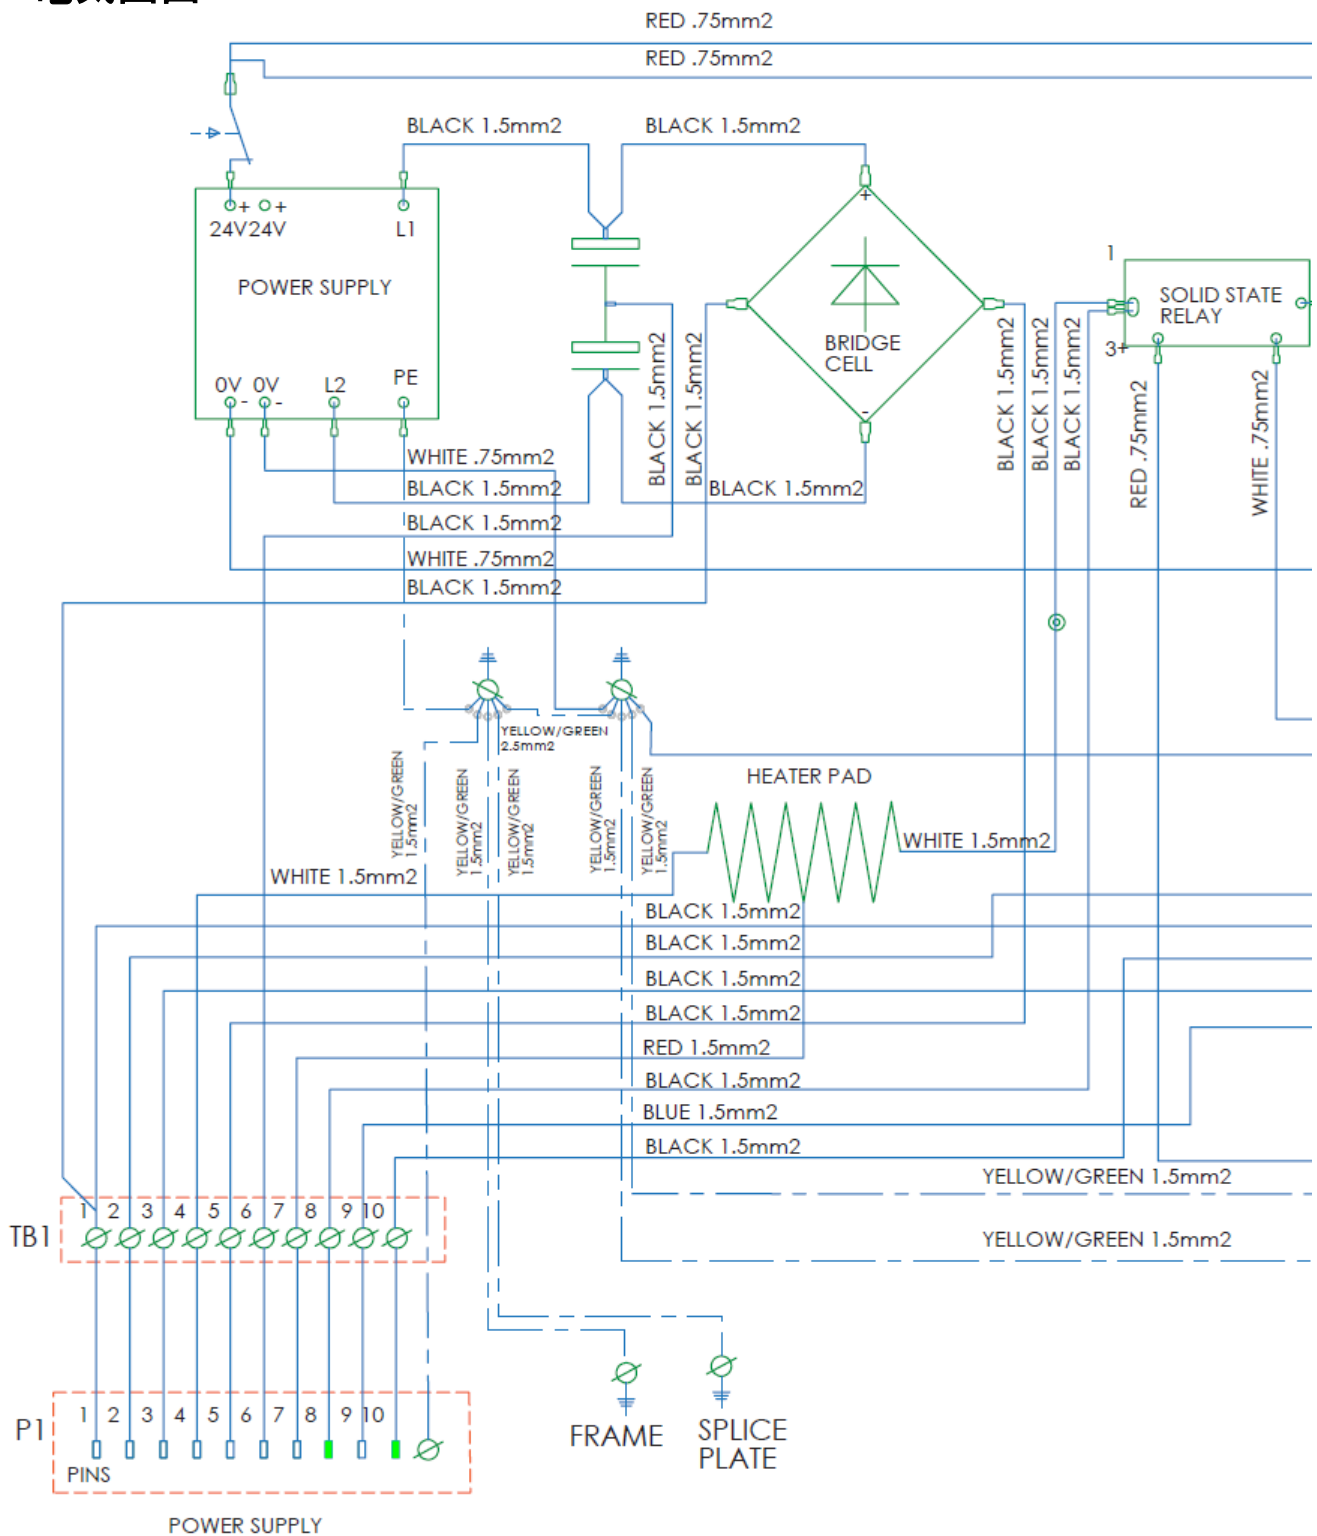 RED .75mm2
RED .75mm2
BLACK 1.5mm2
BLACK 1.5mm2
+
+
24V
24V
L1
POWER SUPPLY
0V
-
0V
-
L2
PE
+
BRIDGE
CELL
-
1
SOLID STATE
RELAY
3+
BLACK 1.5mm2
BLACK 1.5mm2
BLACK 1.5mm2
BLACK 1.5mm2
BLACK 1.5mm2
RED .75mm2
WHITE .75mm2
WHITE .75mm2
BLACK 1.5mm2
BLACK 1.5mm2
BLACK 1.5mm2
WHITE .75mm2
BLACK 1.5mm2
YELLOW/GREEN
2.5mm2
YELLOW/GREEN
1.5mm2
YELLOW/GREEN
1.5mm2
YELLOW/GREEN
1.5mm2
YELLOW/GREEN
1.5mm2
YELLOW/GREEN
1.5mm2
HEATER PAD
WHITE 1.5mm2
WHITE 1.5mm2
BLACK 1.5mm2
BLACK 1.5mm2
BLACK 1.5mm2
BLACK 1.5mm2
RED 1.5mm2
BLACK 1.5mm2
BLUE 1.5mm2
BLACK 1.5mm2
YELLOW/GREEN 1.5mm2
YELLOW/GREEN 1.5mm2
TB1
1 2 3 4 5 6 7 8 9 10
P1
1 2 3 4 5 6 7 8 9 10
PINS
FRAME
SPLICE
PLATE
POWER SUPPLY